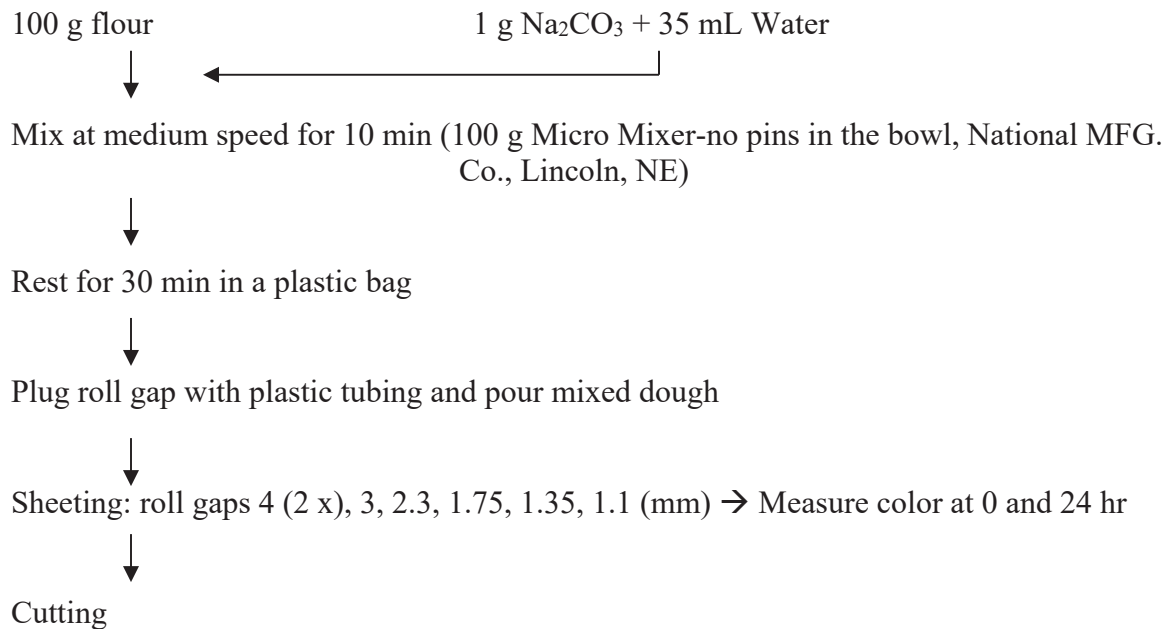 100 g flour 1 g Na₂CO₃ + 35 mL Water
Mix at medium speed for 10 min (100 g Micro Mixer-no pins in the bowl, National MFG.
Co., Lincoln, NE)
Rest for 30 min in a plastic bag
Plug roll gap with plastic tubing and pour mixed dough
Sheeting: roll gaps 4 (2 x), 3, 2.3, 1.75, 1.35, 1.1 (mm) → Measure color at 0 and 24 hr
Cutting